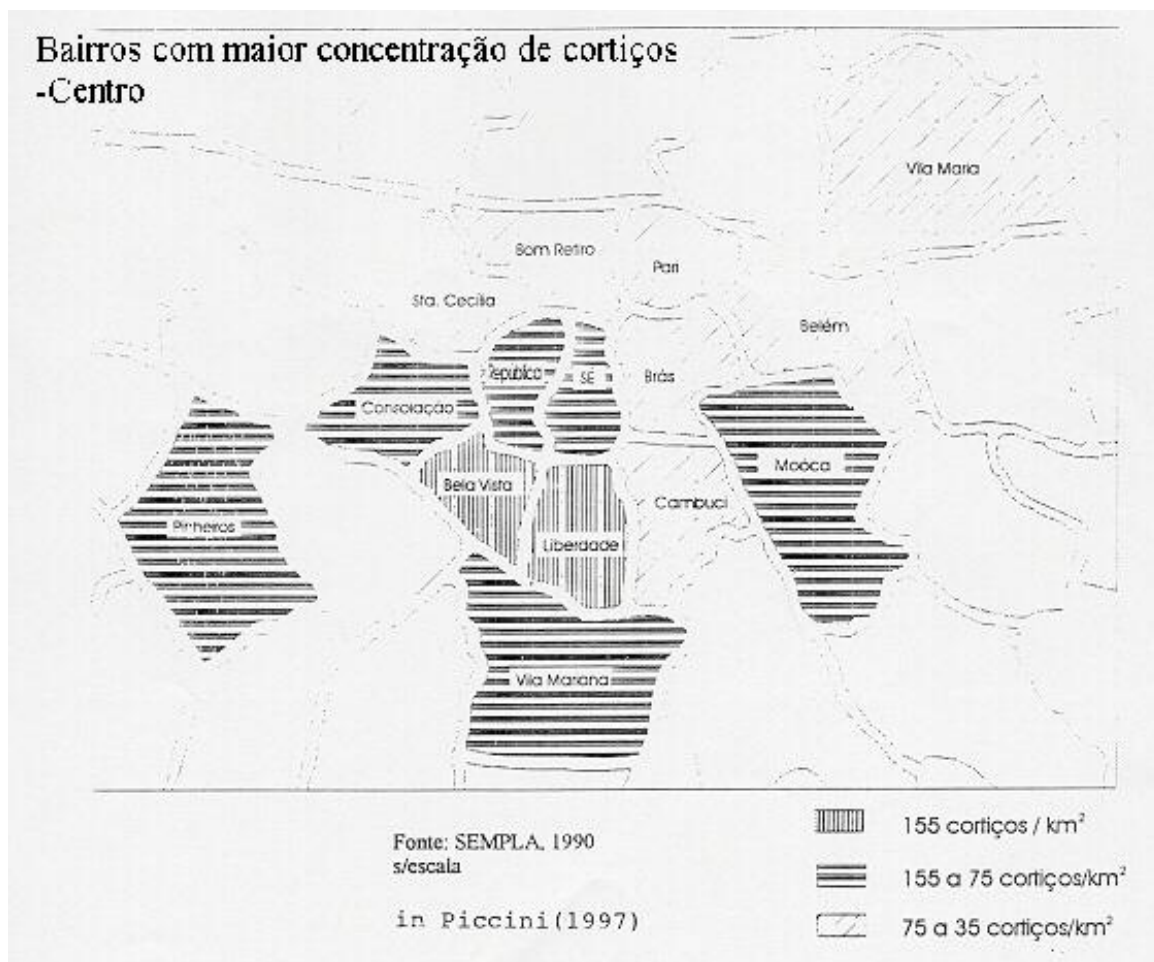 Bairros com maior concentração de cortiços
-Centro
Vila Maria
Bom Retiro
Pari
Sta. Cecília
Belém
República
SÉ
Brás
Consolação
Moóca
Bela Vista
Cambuci
Pinheiros
Liberdade
Vila Mariana
Fonte: SEMPLA, 1990
s/escala
in Piccini(1997)
155 cortiços / km²
155 a 75 cortiços/km²
75 a 35 cortiços/km²